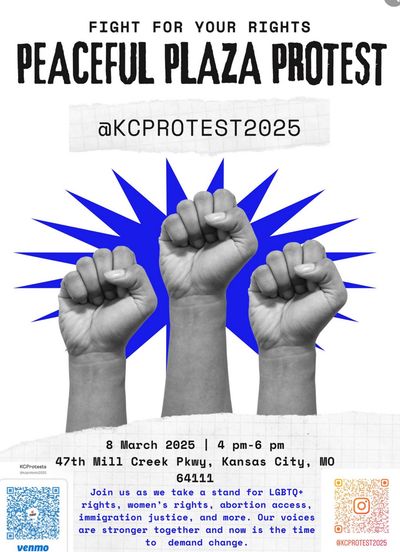 FIGHT FOR YOUR RIGHTS
PEACEFUL PLAZA PROTEST
@KCPROTEST2025
8 March 2025 | 4 pm-6 pm
47th Mill Creek Pkwy, Kansas City, MO
64111
Join us as we take a stand for LGBTQ+
rights, women's rights, abortion access,
immigration justice, and more. Our voices
are stronger together and now is the time
to demand change.
KCProtests
@kcprotest2025
venmo
@KCPROTEST2025